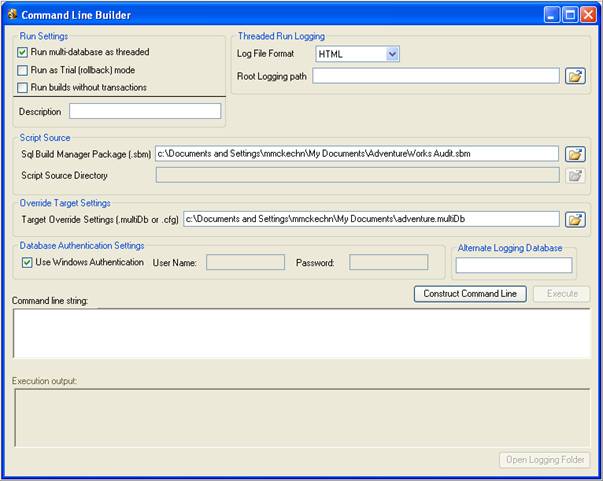 Command Line Builder
Run Settings
Run multi-database as threaded
Run as Trial (rollback) mode
Run builds without transactions
Description
Threaded Run Logging
Log File Format HTML
Root Logging path
Script Source
Sql Build Manager Package (.sbm) c:\Documents and Settings\mmckechn\My Documents\AdventureWorks Audit.sbm
Script Source Directory
Override Target Settings
Target Override Settings (.multiDb or .cfg) c:\Documents and Settings\mmckechn\My Documents\adventure.multiDb
Database Authentication Settings
Use Windows Authentication User Name: Password:
Alternate Logging Database
Construct Command Line Execute
Command line string:
Execution output:
Open Logging Folder